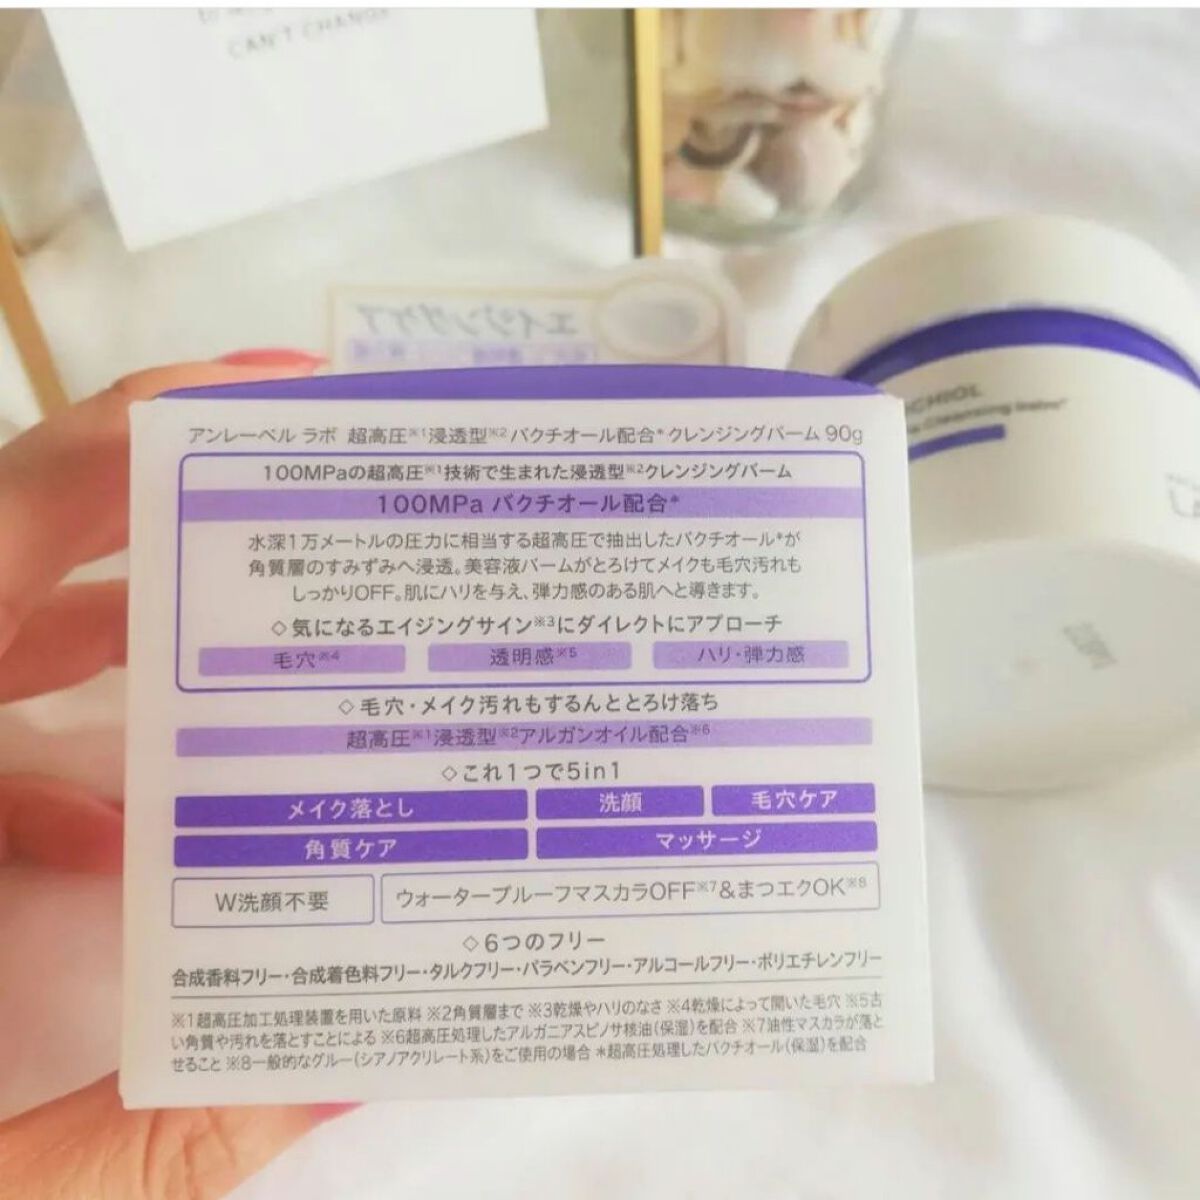 CAN'T CHANGE
エイジングケア
アンレーベル ラボ 超高圧※1浸透型※2バクチオール配合*クレンジングバーム 90g
100MPaの超高圧※1技術で生まれた浸透型※2クレンジングバーム
100MPa バクチオール配合*
水深1万メートルの圧力に相当する超高圧で抽出したバクチオール*が
角質層のすみずみへ浸透。美容液バームがとろけてメイクも毛穴汚れも
しっかりOFF。肌にハリを与え、弾力感のある肌へと導きます。
◇気になるエイジングサイン※3にダイレクトにアプローチ
毛穴※4 透明感※5 ハリ・弾力感
◇毛穴・メイク汚れもするんととろけ落ち
超高圧※1浸透型※2アルガンオイル配合※6
◇これ1つで5in1
メイク落とし 洗顔 毛穴ケア
角質ケア マッサージ
W洗顔不要 ウォータープルーフマスカラOFF※7&まつエクOK※8
◇6つのフリー
合成香料フリー・合成着色料フリー・タルクフリー・パラベンフリー・アルコールフリー・ポリエチレンフリー
※1超高圧加工処理装置を用いた原料 ※2角質層まで ※3乾燥やハリのなさ ※4乾燥によって開いた毛穴 ※5古
い角質や汚れを落とすことによる ※6超高圧処理したアルガニアスピノサ核油(保湿)を配合 ※7油性マスカラが落と
せること ※8一般的なグルー(シアノアクリレート系)をご使用の場合 *超高圧処理したバクチオール(保湿)を配合
CHIOL
Cleansing Balm